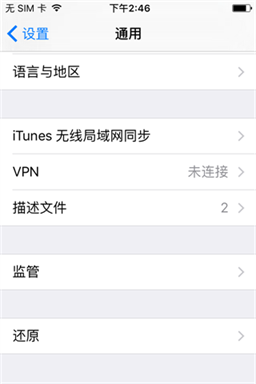 无 SIM 卡 下午2:46
设置 通用
语言与地区
iTunes 无线局域网同步
VPN 未连接
描述文件 2
监管
还原